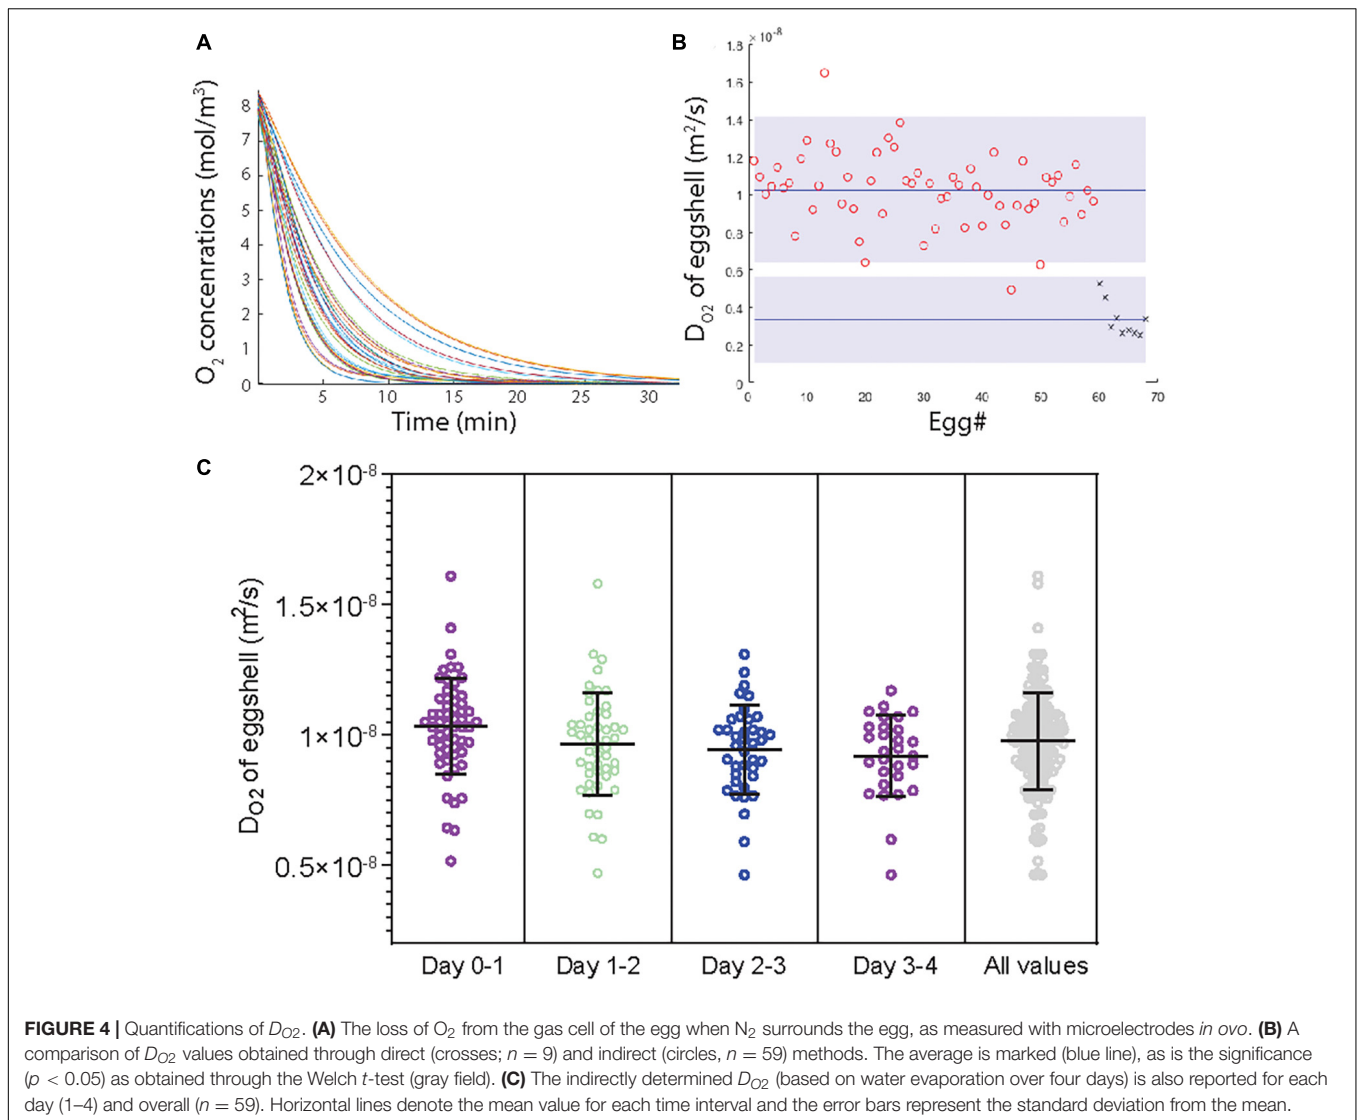 A
O2 concenrations (mol/m3)
8
7
6
5
4
3
2
1
0
5 10 15 20 25 30
Time (min)
B
× 10-8
1.8
1.6
1.4
1.2
1
0.8
0.6
0.4
0.2
0
DO2 of eggshell (m2/s)
0 10 20 30 40 50 60 70
Egg#
C
2×10-8
1.5×10-8
1×10-8
0.5×10-8
DO2 of eggshell (m2/s)
Day 0-1 Day 1-2 Day 2-3 Day 3-4 All values
FIGURE 4 | Quantifications of DO2. (A) The loss of O2 from the gas cell of the egg when N2 surrounds the egg, as measured with microelectrodes in ovo. (B) A
comparison of DO2 values obtained through direct (crosses; n = 9) and indirect (circles, n = 59) methods. The average is marked (blue line), as is the significance
(p < 0.05) as obtained through the Welch t-test (gray field). (C) The indirectly determined DO2 (based on water evaporation over four days) is also reported for each
day (1–4) and overall (n = 59). Horizontal lines denote the mean value for each time interval and the error bars represent the standard deviation from the mean.